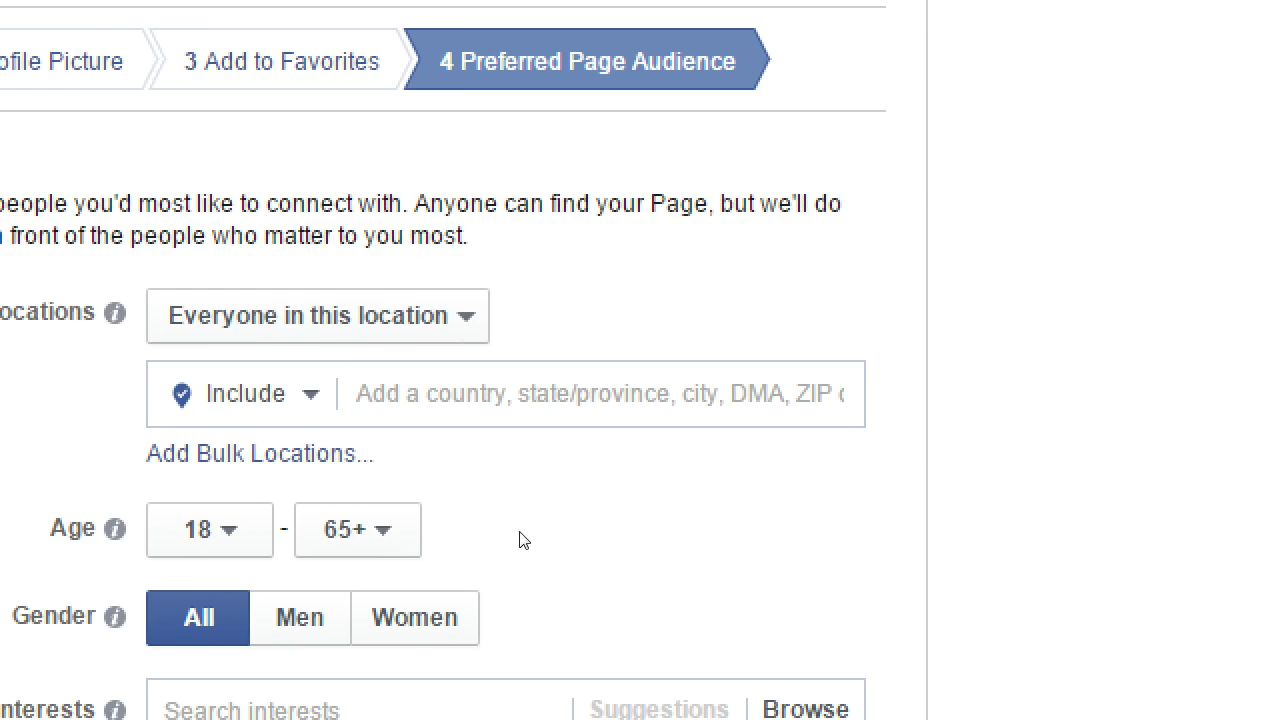 ofile Picture 3 Add to Favorites 4 Preferred Page Audience
people you'd most like to connect with. Anyone can find your Page, but we'll do
front of the people who matter to you most.
ocations Everyone in this location
Include Add a country, state/province, city, DMA, ZIP
Add Bulk Locations...
Age 18 - 65+
Gender All Men Women
nterests Search interests Suggestions Browse